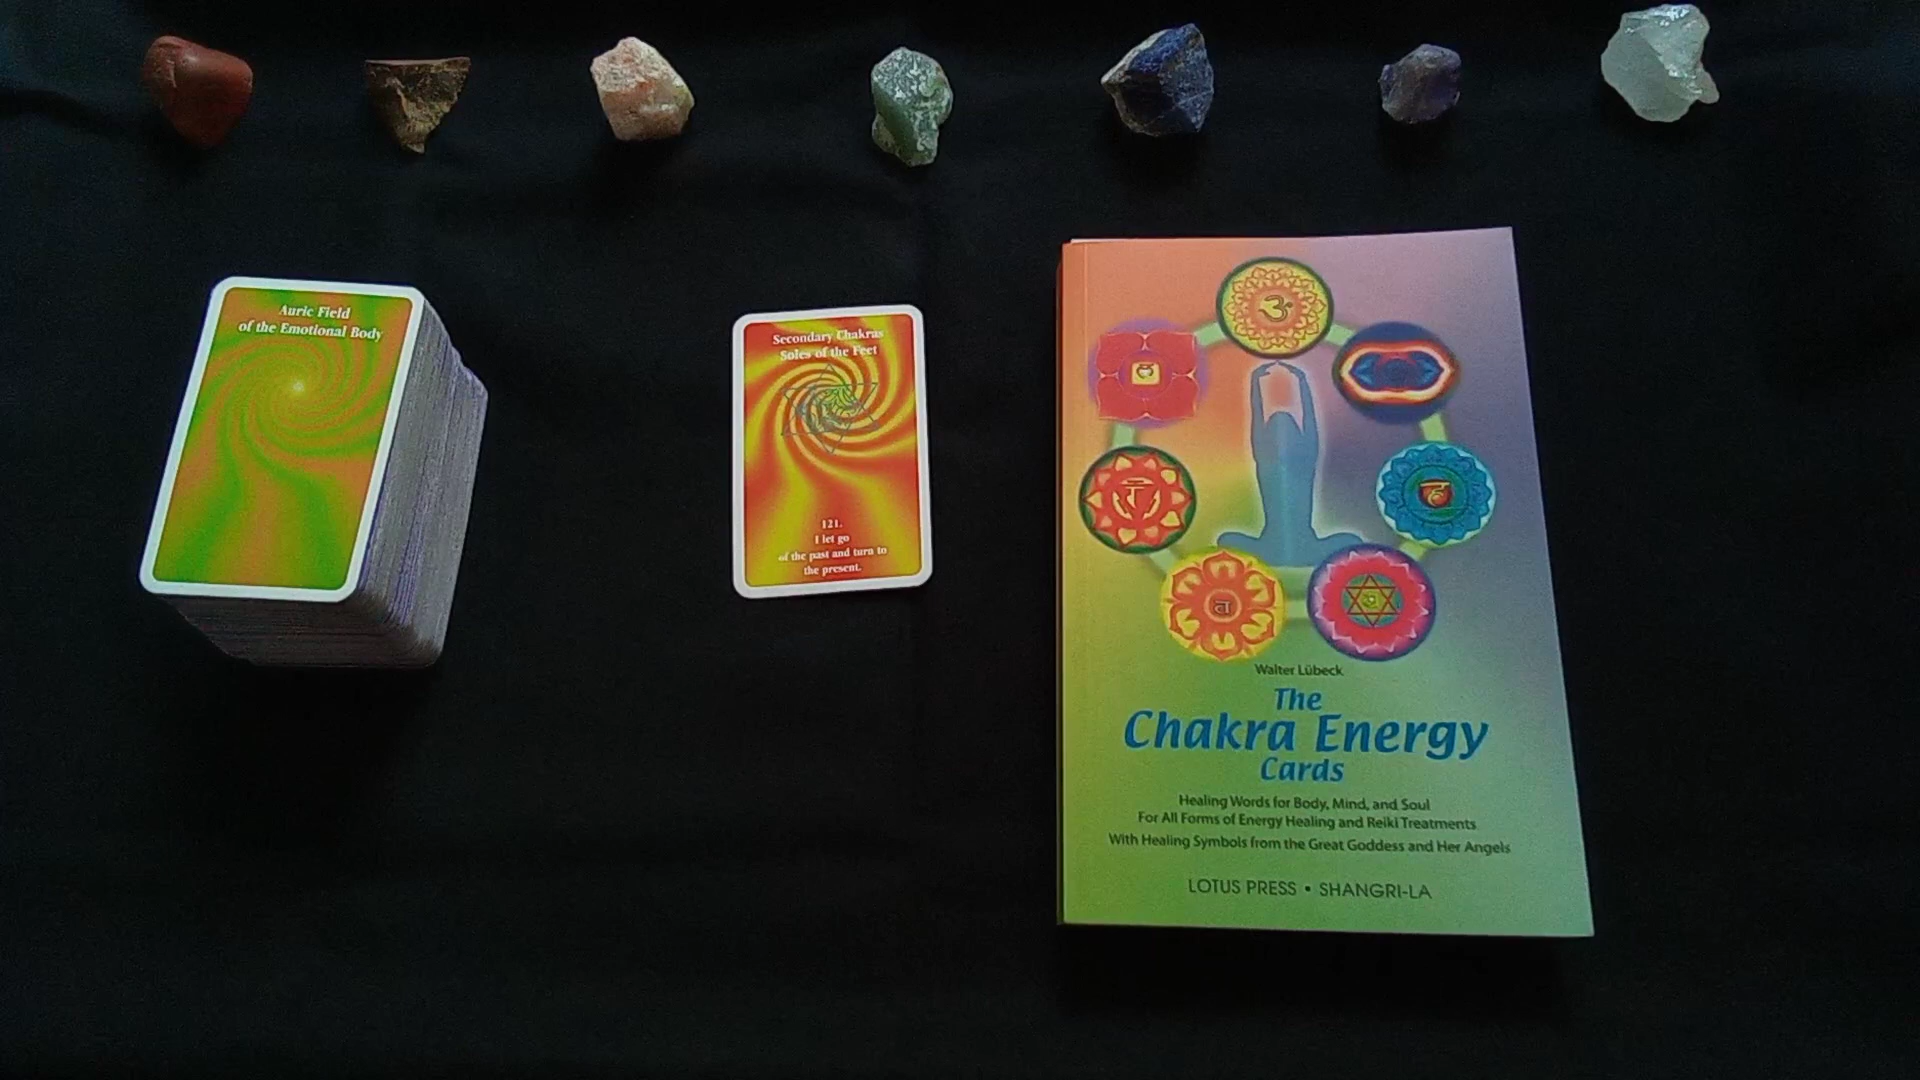 Auric Field
of the Emotional Body
Secondary Chakras
Soles of the Feet
121.
I let go
of the past and turn to
the present.
Walter Lübeck
The
Chakra Energy
Cards
Healing Words for Body, Mind, and Soul
For All Forms of Energy Healing and Reiki Treatments
With Healing Symbols from the Great Goddess and Her Angels
LOTUS PRESS • SHANGRI-LA